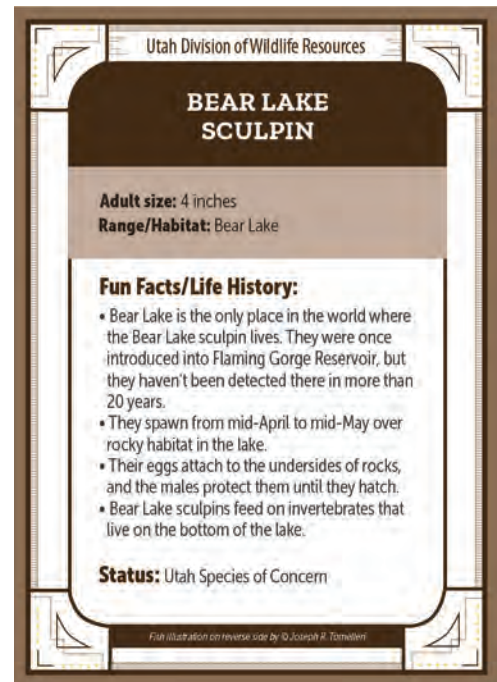 Utah Division of Wildlife Resources
BEAR LAKE
SCULPIN
Adult size: 4 inches
Range/Habitat: Bear Lake
Fun Facts/Life History:
• Bear Lake is the only place in the world where
the Bear Lake sculpin lives. They were once
introduced into Flaming Gorge Reservoir, but
they haven't been detected there in more than
20 years.
• They spawn from mid-April to mid-May over
rocky habitat in the lake.
• Their eggs attach to the undersides of rocks,
and the males protect them until they hatch.
• Bear Lake sculpins feed on invertebrates that
live on the bottom of the lake.
Status: Utah Species of Concern
Fish illustration on reverse side by © Joseph R. Tomelleri